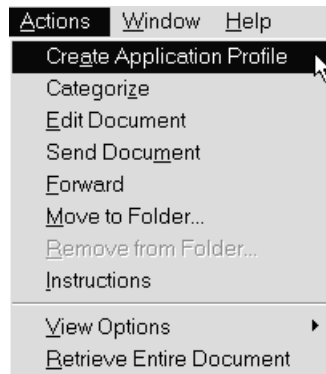 Actions Window Help
Create Application Profile
Categorize
Edit Document
Send Document
Forward
Move to Folder...
Remove from Folder...
Instructions
View Options
Retrieve Entire Document